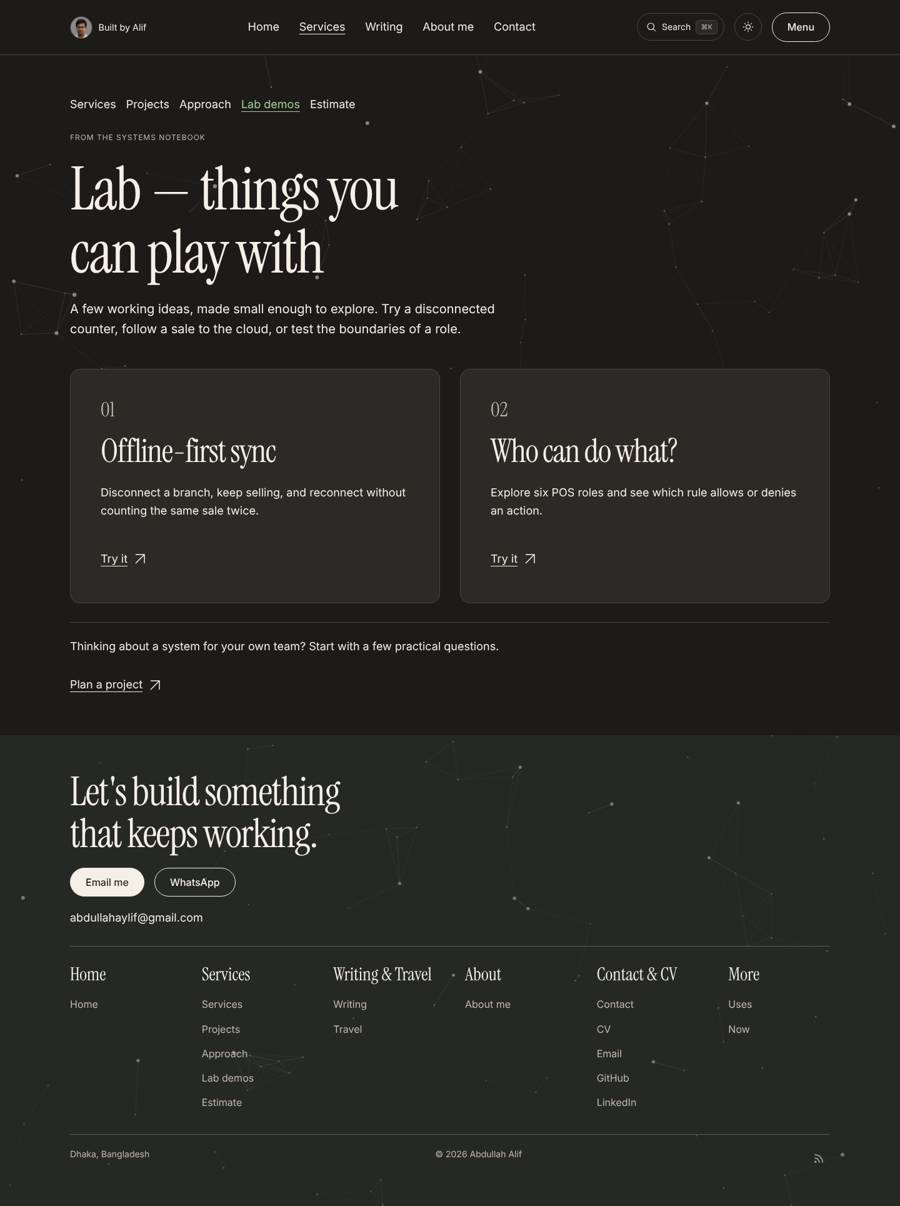 Built by Alif
Home Services Writing About me Contact
Search ⌘K
Menu
Services Projects Approach Lab demos Estimate
FROM THE SYSTEMS NOTEBOOK
Lab — things you
can play with
A few working ideas, made small enough to explore. Try a disconnected
counter, follow a sale to the cloud, or test the boundaries of a role.
01
Offline-first sync
Disconnect a branch, keep selling, and reconnect without
counting the same sale twice.
Try it
02
Who can do what?
Explore six POS roles and see which rule allows or denies
an action.
Try it
Thinking about a system for your own team? Start with a few practical questions.
Plan a project
Let's build something
that keeps working.
Email me
WhatsApp
abdullahaylif@gmail.com
Home
Home
Services
Services
Projects
Approach
Lab demos
Estimate
Writing & Travel
Writing
Travel
About
About me
Contact & CV
Contact
CV
Email
GitHub
LinkedIn
More
Uses
Now
Dhaka, Bangladesh
© 2026 Abdullah Alif